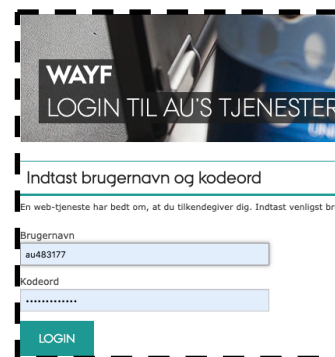 WAYF
LOGIN TIL AU'S TJENESTER
Indtast brugernavn og kodeord
En web-tjeneste har bedt om, at du tilkendegiver dig. Indtast venligst
Brugernavn
au483177
Kodeord
•••••••••••••
LOGIN